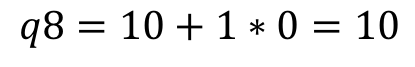 q8 = 10 + 1 * 0 = 10